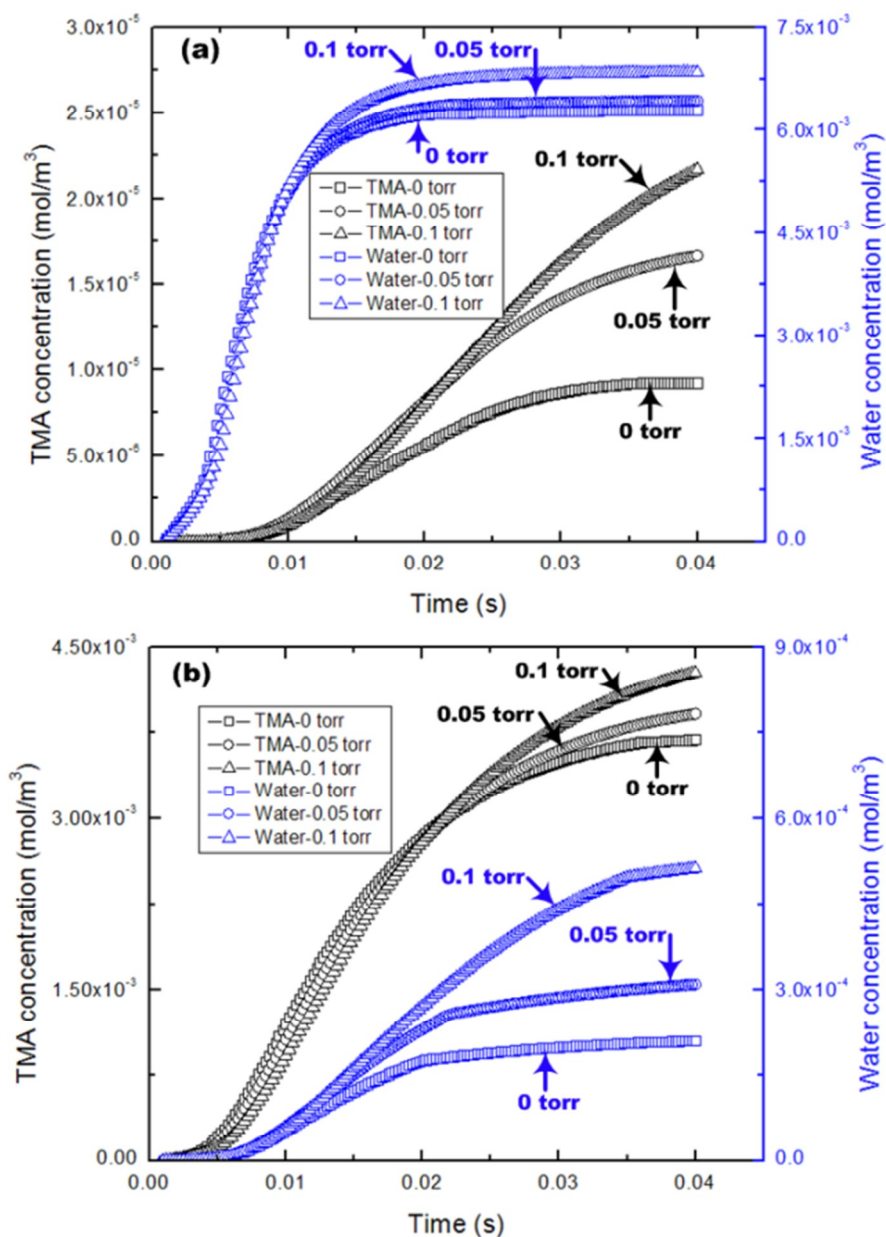 (a)
0.1 torr
0.05 torr
0 torr
0.1 torr
0.05 torr
0 torr
TMA-0 torr
TMA-0.05 torr
TMA-0.1 torr
Water-0 torr
Water-0.05 torr
Water-0.1 torr
3.0x10⁻⁵
2.5x10⁻⁵
2.0x10⁻⁵
1.5x10⁻⁵
1.0x10⁻⁵
5.0x10⁻⁵
0.0
TMA concentration (mol/m³)
7.5x10⁻³
6.0x10⁻³
4.5x10⁻³
3.0x10⁻³
1.5x10⁻³
0.0
Water concentration (mol/m³)
0.00 0.01 0.02 0.03 0.04
Time (s)
(b)
0.1 torr
0.05 torr
0 torr
0.1 torr
0.05 torr
0 torr
TMA-0 torr
TMA-0.05 torr
TMA-0.1 torr
Water-0 torr
Water-0.05 torr
Water-0.1 torr
4.50x10⁻³
3.00x10⁻³
1.50x10⁻³
0.00
TMA concentration (mol/m³)
9.0x10⁻⁴
6.0x10⁻⁴
3.0x10⁻⁴
0.0
Water concentration (mol/m³)
0.00 0.01 0.02 0.03 0.04
Time (s)